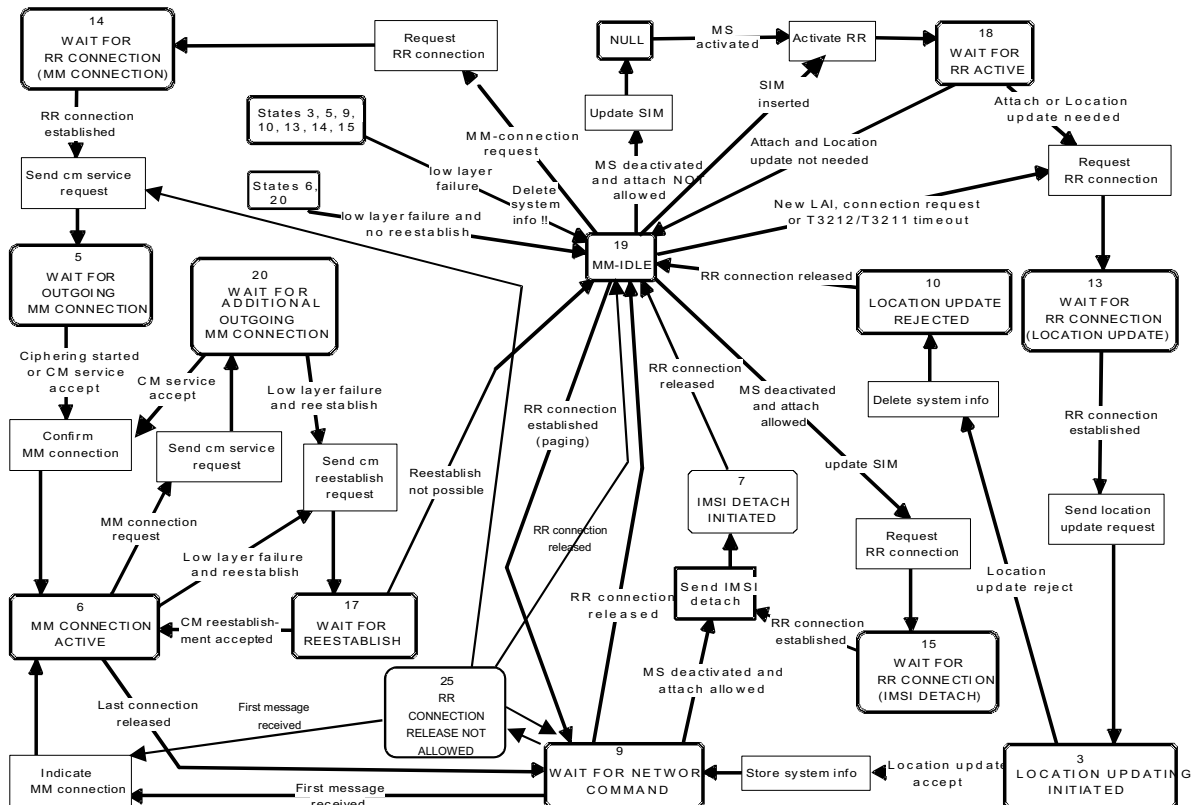 14
WAIT FOR
RR CONNECTION
(MM CONNECTION)
Request
RR connection
NULL
MS
activated
Activate RR
18
WAIT FOR
RR ACTIVE
RR connection
established
States 3, 5, 9,
10, 13, 14, 15
Update SIM
SIM
inserted
Attach or Location
update needed
MM-connection
request
Attach and Location
update not needed
Send cm service
request
low layer
failure
MS deactivated
and attach NOT
allowed
Request
RR connection
States 6,
20
Delete
system
info !!
low layer failure and
no reestablish
New LAI, connection request
or T3212/T3211 timeout
19
MM-IDLE
5
WAIT FOR
OUTGOING
MM CONNECTION
20
WAIT FOR
ADDITIONAL
OUTGOING
MM CONNECTION
RR connection released
10
LOCATION UPDATE
REJECTED
13
WAIT FOR
RR CONNECTION
(LOCATION UPDATE)
Ciphering started
or CM service
accept
CM service
accept
Low layer failure
and reestablish
RR connection
released
MS deactivated
and attach
allowed
Delete system info
RR connection
established
(paging)
RR connection
established
Confirm
MM connection
Send cm service
request
Send cm
reestablish
request
Reestablish
not possible
update SIM
7
IMSI DETACH
INITIATED
MM connection
request
RR connection
released
Request
RR connection
Send location
update request
Low layer failure
and reestablish
RR connection
released
Send IMSI
detach
Location
update reject
6
MM CONNECTION
ACTIVE
CM reestablish-
ment accepted
17
WAIT FOR
REESTABLISH
RR connection
established
15
WAIT FOR
RR CONNECTION
(IMSI DETACH)
MS deactivated and
attach allowed
25
RR
CONNECTION
RELEASE NOT
ALLOWED
Last connection
released
First message
received
9
WAIT FOR NETWOR
COMMAND
Store system info
Location update
accept
3
LOCATION UPDATING
INITIATED
Indicate
MM connection
First message
received